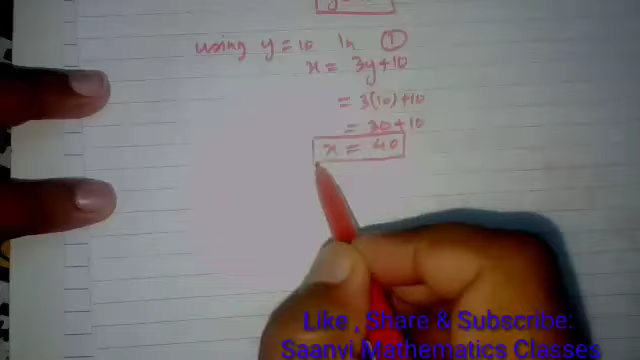 using y = 10 in ①
x = 3y + 10
= 3(10) + 10
= 30 + 10
x = 40
Like , Share & Subscribe:
Saanvi Mathematics Classes